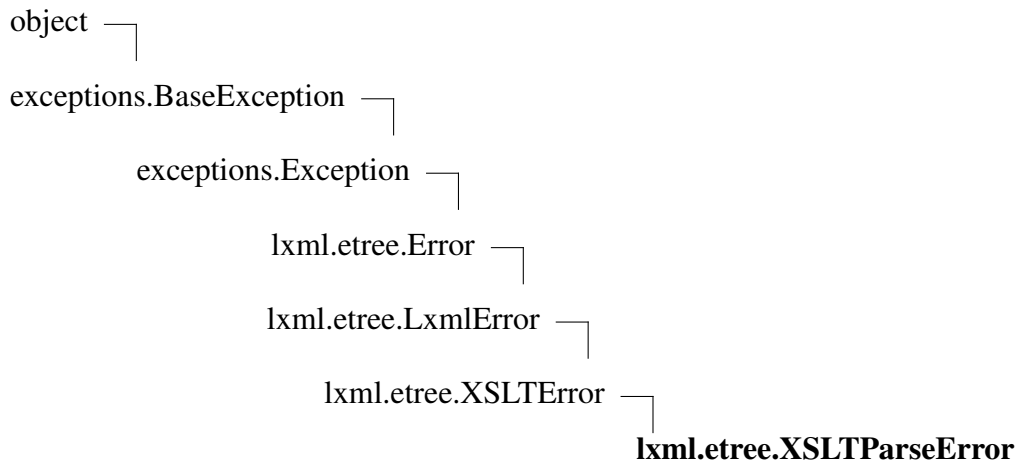 object
exceptions.BaseException
exceptions.Exception
lxml.etree.Error
lxml.etree.LxmlError
lxml.etree.XSLTError
lxml.etree.XSLTParseError